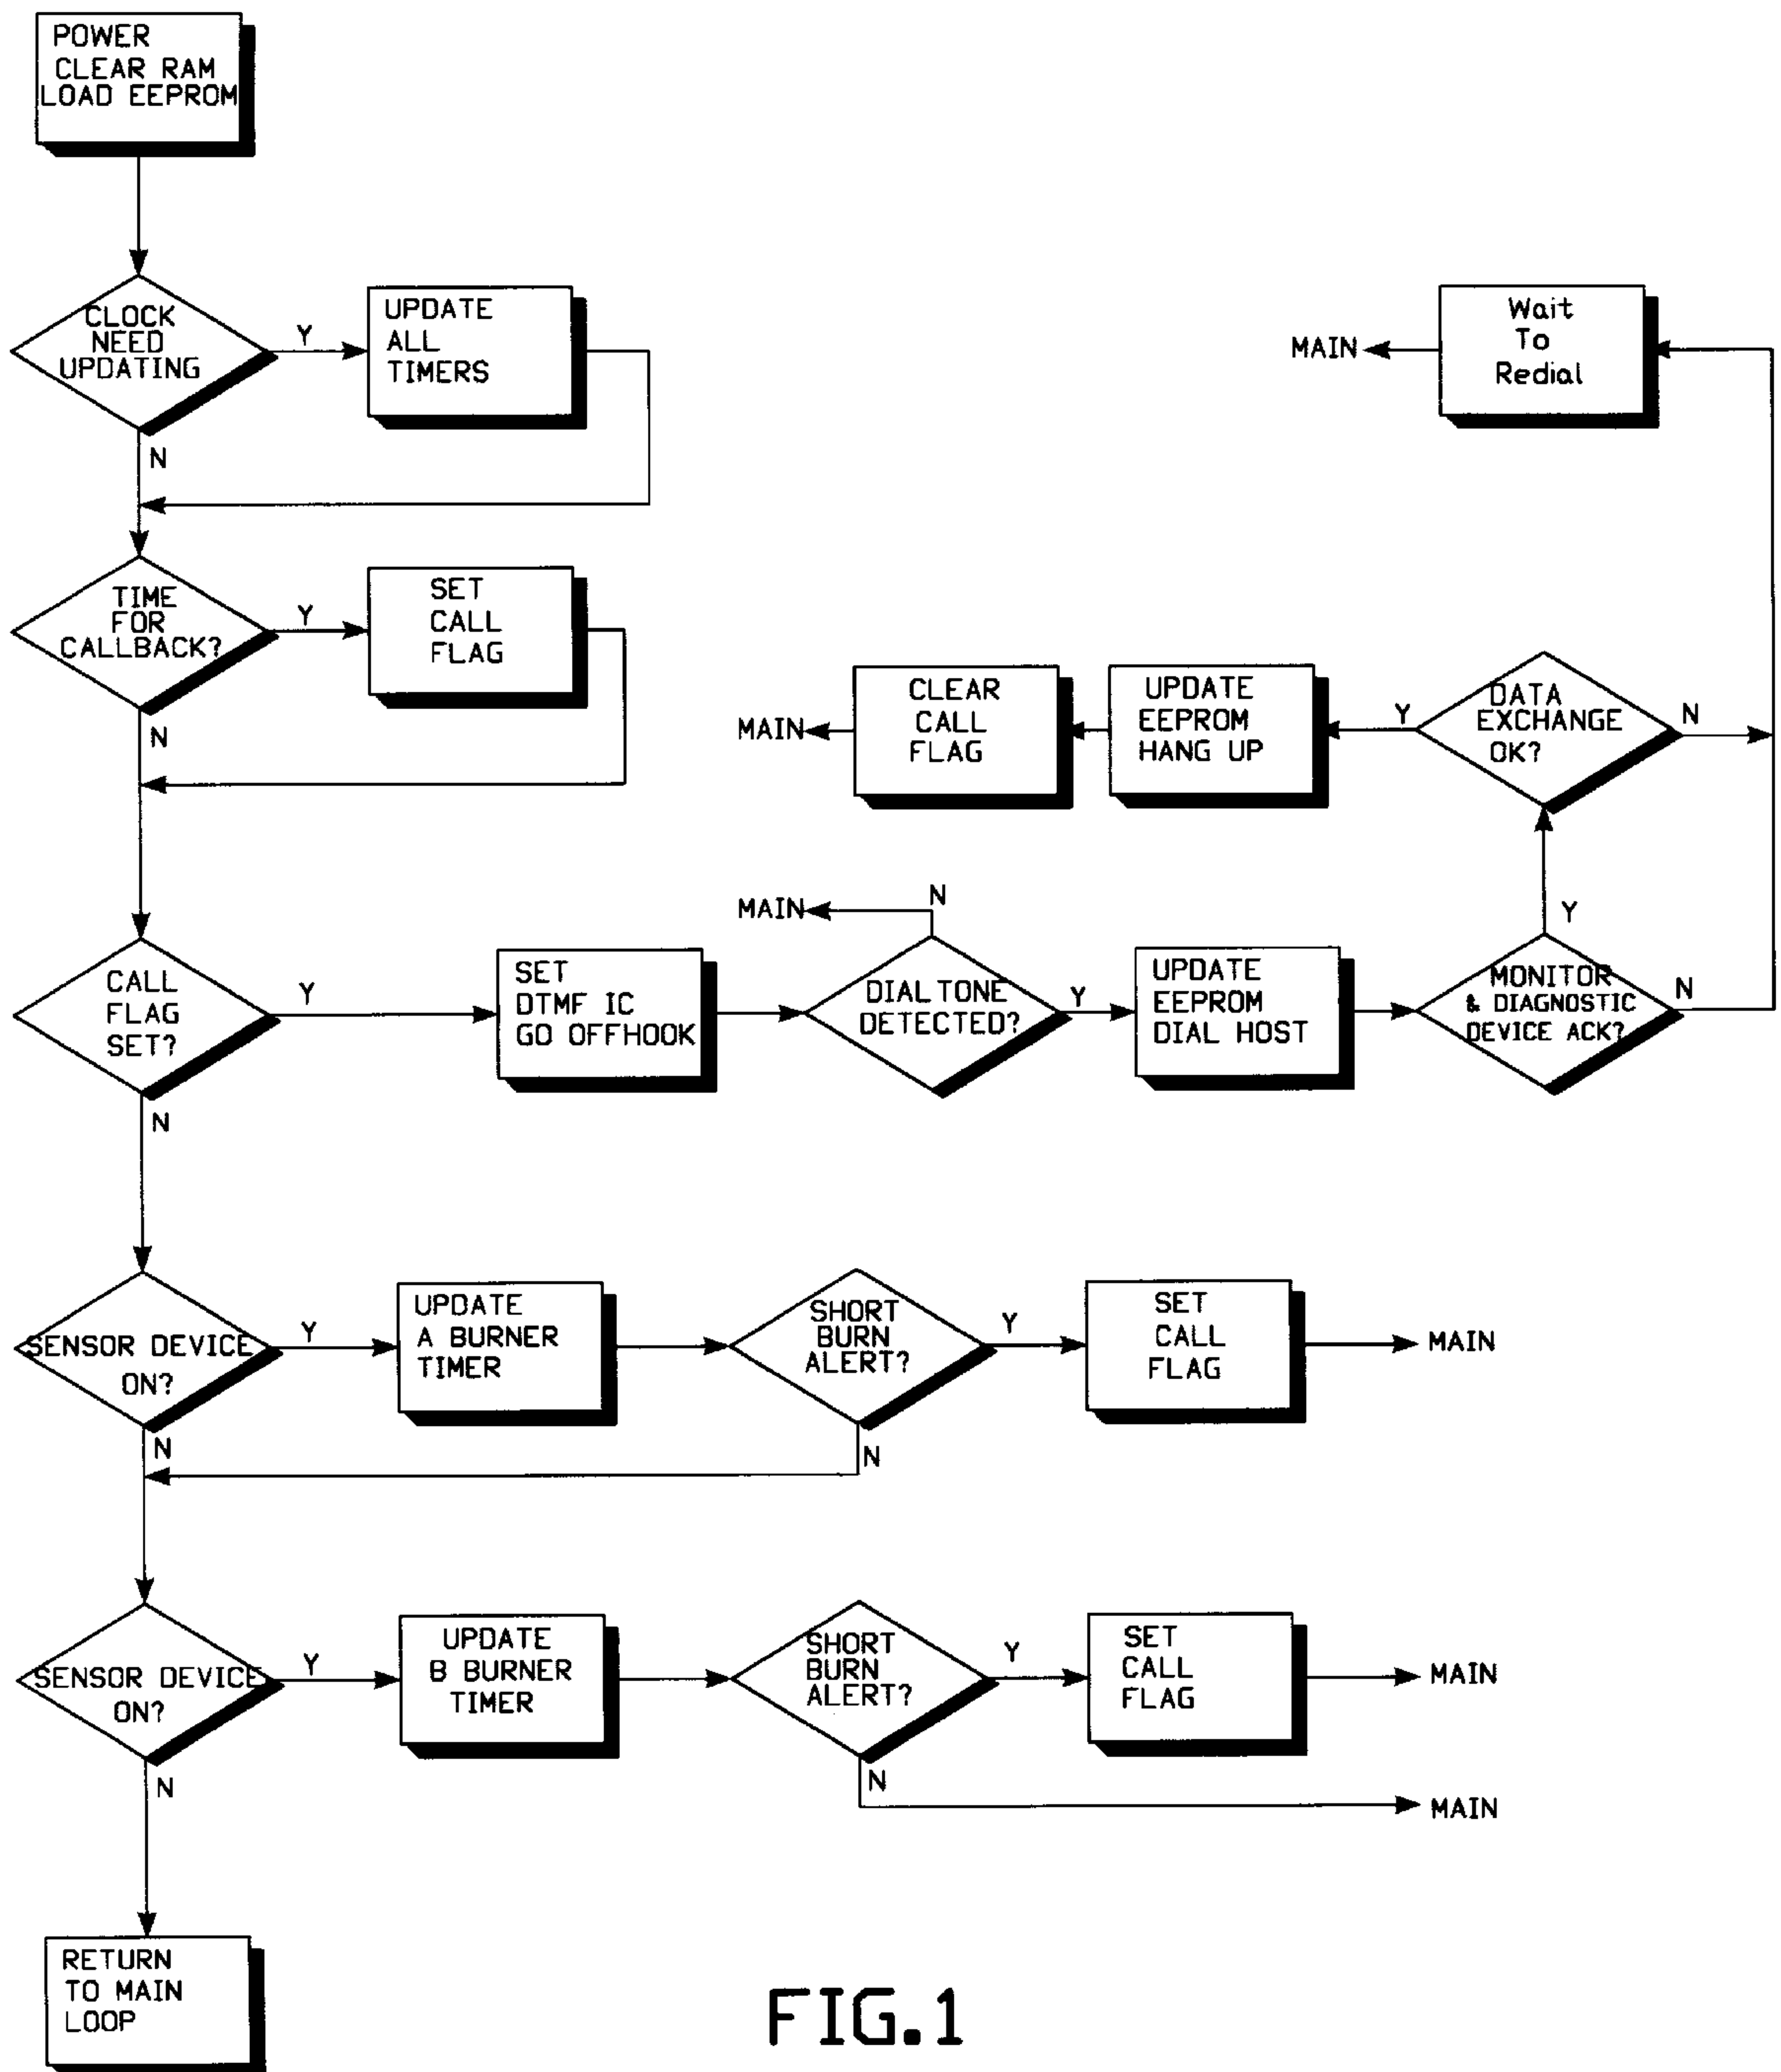 POWER
CLEAR RAM
LOAD EEPROM
CLOCK
NEED
UPDATING
Y
UPDATE
ALL
TIMERS
N
MAIN
Wait
To
Redial
TIME
FOR
CALLBACK?
Y
SET
CALL
FLAG
N
MAIN
CLEAR
CALL
FLAG
UPDATE
EEPROM
HANG UP
Y
DATA
EXCHANGE
OK?
N
CALL
FLAG
SET?
Y
SET
DTMF IC
GO OFFHOOK
MAIN
N
DIALTONE
DETECTED?
Y
UPDATE
EEPROM
DIAL HOST
Y
MONITOR
& DIAGNOSTIC
DEVICE ACK?
N
N
SENSOR DEVICE
ON?
Y
UPDATE
A BURNER
TIMER
SHORT
BURN
ALERT?
Y
SET
CALL
FLAG
MAIN
N
N
SENSOR DEVICE
ON?
Y
UPDATE
B BURNER
TIMER
SHORT
BURN
ALERT?
Y
SET
CALL
FLAG
MAIN
N
N
MAIN
RETURN
TO MAIN
LOOP
FIG.1